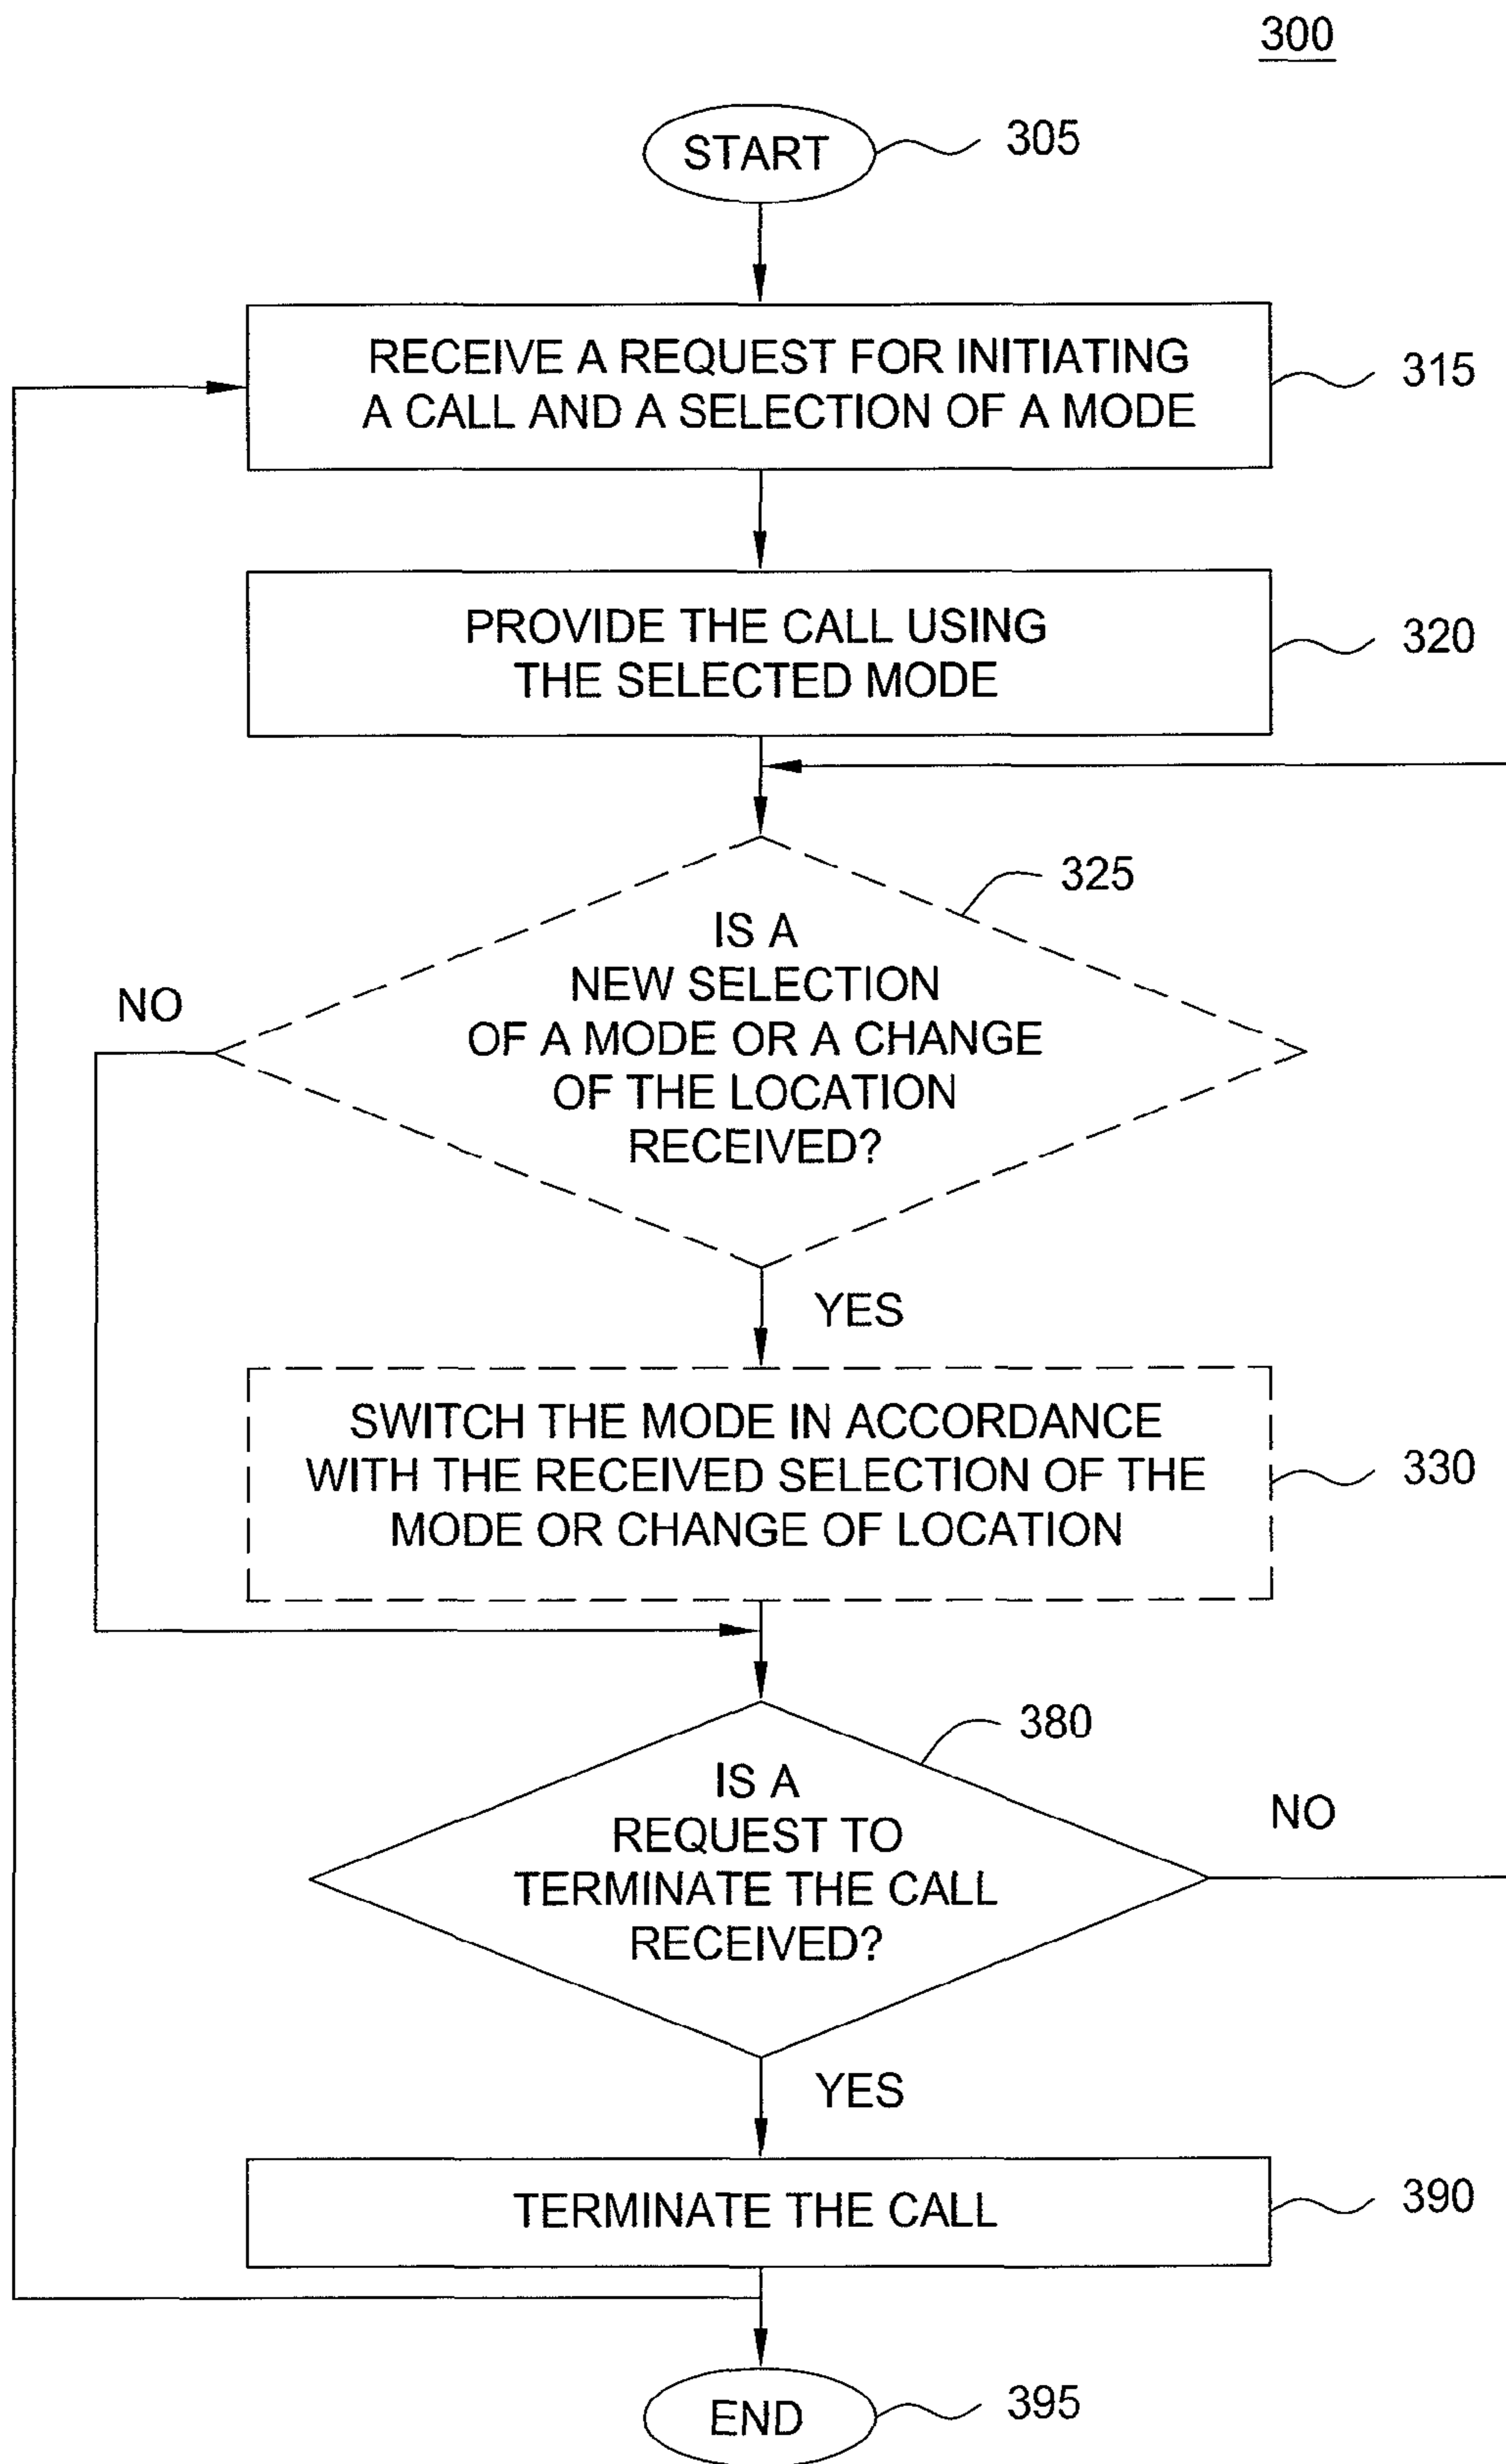 300
START
305
RECEIVE A REQUEST FOR INITIATING
A CALL AND A SELECTION OF A MODE
315
PROVIDE THE CALL USING
THE SELECTED MODE
320
325
IS A
NEW SELECTION
OF A MODE OR A CHANGE
OF THE LOCATION
RECEIVED?
NO
YES
SWITCH THE MODE IN ACCORDANCE
WITH THE RECEIVED SELECTION OF THE
MODE OR CHANGE OF LOCATION
330
380
IS A
REQUEST TO
TERMINATE THE CALL
RECEIVED?
NO
YES
TERMINATE THE CALL
390
END
395